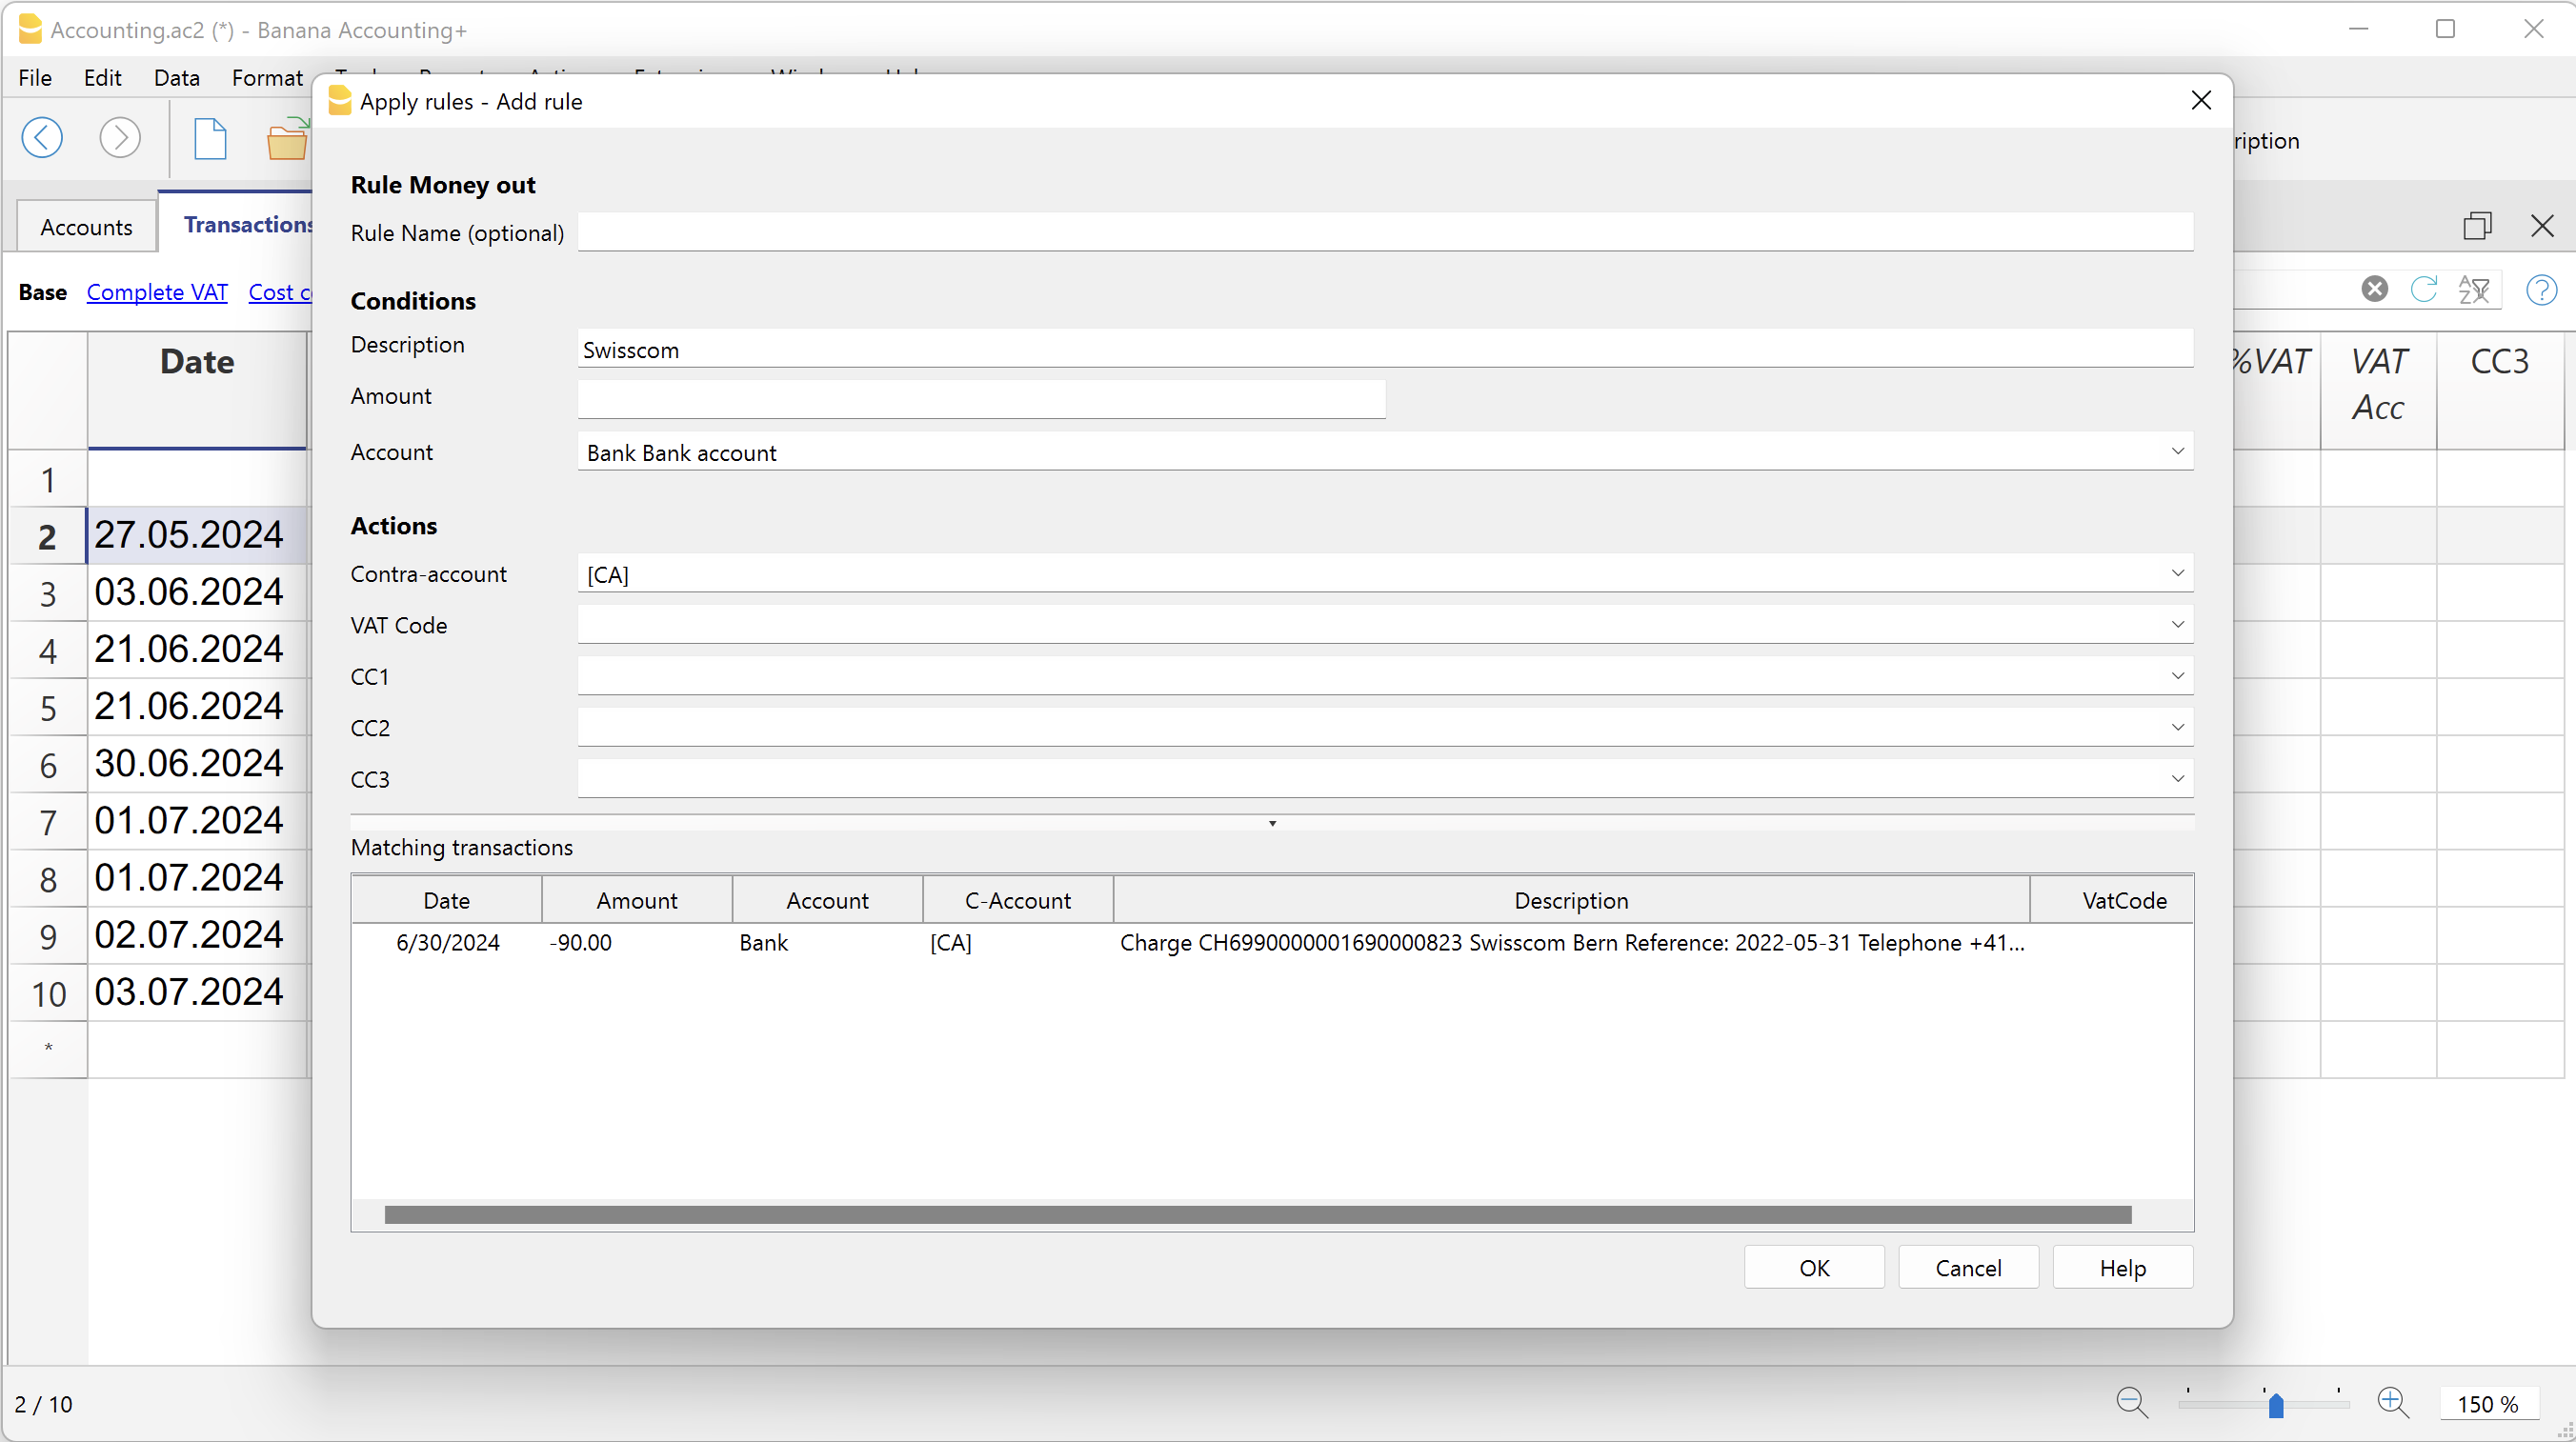 Accounting.ac2 (*) - Banana Accounting+
File Edit Data Format
Apply rules - Add rule
Rule Money out
Rule Name (optional)
Accounts Transactions
Base Complete VAT Cost
Conditions
Description Swisscom
Amount
Account Bank Bank account
Actions
Contra-account [CA]
VAT Code
CC1
CC2
CC3
Matching transactions
Date Amount Account C-Account Description VatCode
6/30/2024 -90.00 Bank [CA] Charge CH6990000001690000823 Swisscom Bern Reference: 2022-05-31 Telephone +41...
OK Cancel Help
Date %VAT VAT Acc CC3
1
2 27.05.2024
3 03.06.2024
4 21.06.2024
5 21.06.2024
6 30.06.2024
7 01.07.2024
8 01.07.2024
9 02.07.2024
10 03.07.2024
*
2 / 10
150 %